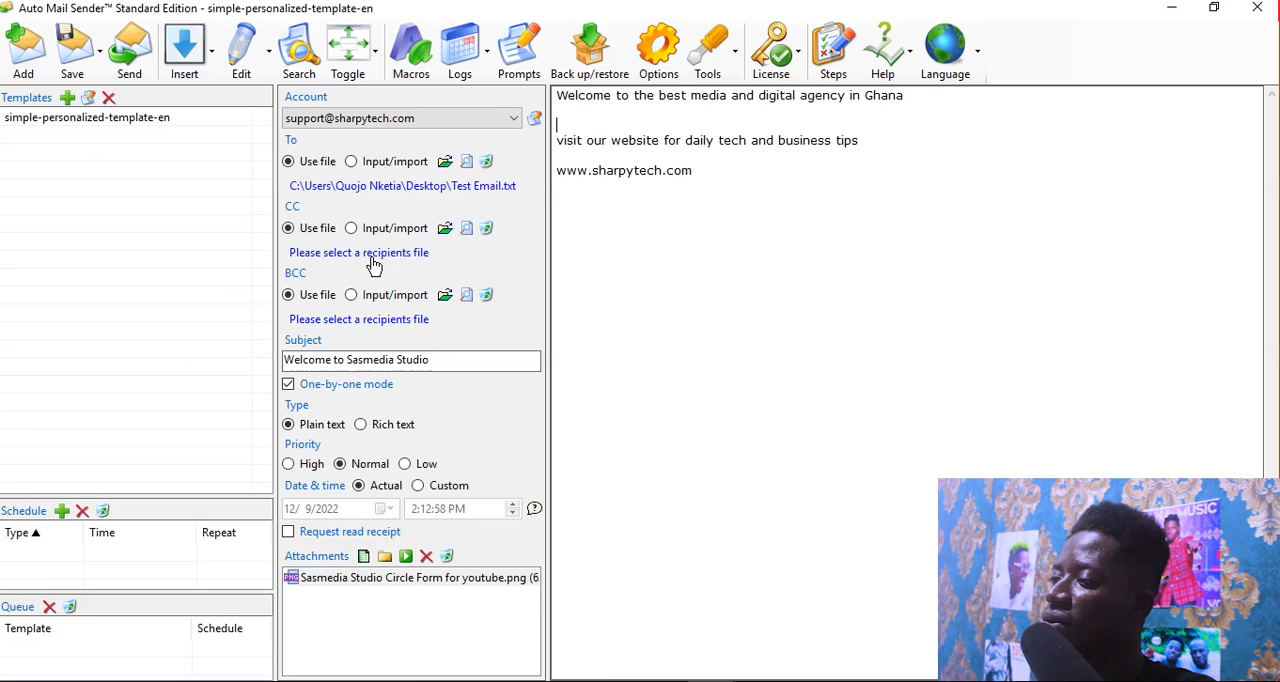 Auto Mail Sender™ Standard Edition - simple-personalized-template-en
Add Save Send Insert Edit Search Toggle Macros Logs Prompts Back up/restore Options Tools License Steps Help Language
Templates
simple-personalized-template-en
Account
support@sharpytech.com
To
Use file Input/import
C:\Users\Quojo Nketia\Desktop\Test Email.txt
CC
Use file Input/import
Please select a recipients file
BCC
Use file Input/import
Please select a recipients file
Subject
Welcome to Sasmedia Studio
One-by-one mode
Type
Plain text Rich text
Priority
High Normal Low
Date & time Actual Custom
12/ 9/2022 2:12:58 PM
Request read receipt
Attachments
PNG Sasmedia Studio Circle Form for youtube.png (6
Schedule
Type Time Repeat
Queue
Template Schedule
Welcome to the best media and digital agency in Ghana
visit our website for daily tech and business tips
www.sharpytech.com
MUSIC